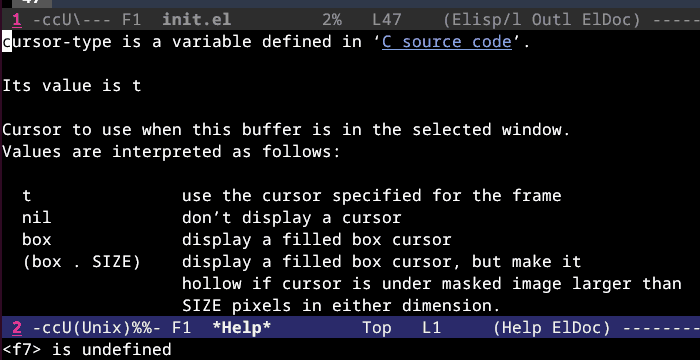 1 -ccU\--- F1  init.el         2%   L47    (Elisp/l Outl ElDoc) -----
cursor-type is a variable defined in ‘C source code’.
Its value is t
Cursor to use when this buffer is in the selected window.
Values are interpreted as follows:
t               use the cursor specified for the frame
nil             don’t display a cursor
box             display a filled box cursor
(box . SIZE)    display a filled box cursor, but make it
hollow if cursor is under masked image larger than
SIZE pixels in either dimension.
2 -ccU(Unix)%%- F1  *Help*         Top   L1     (Help ElDoc) --------
<f7> is undefined